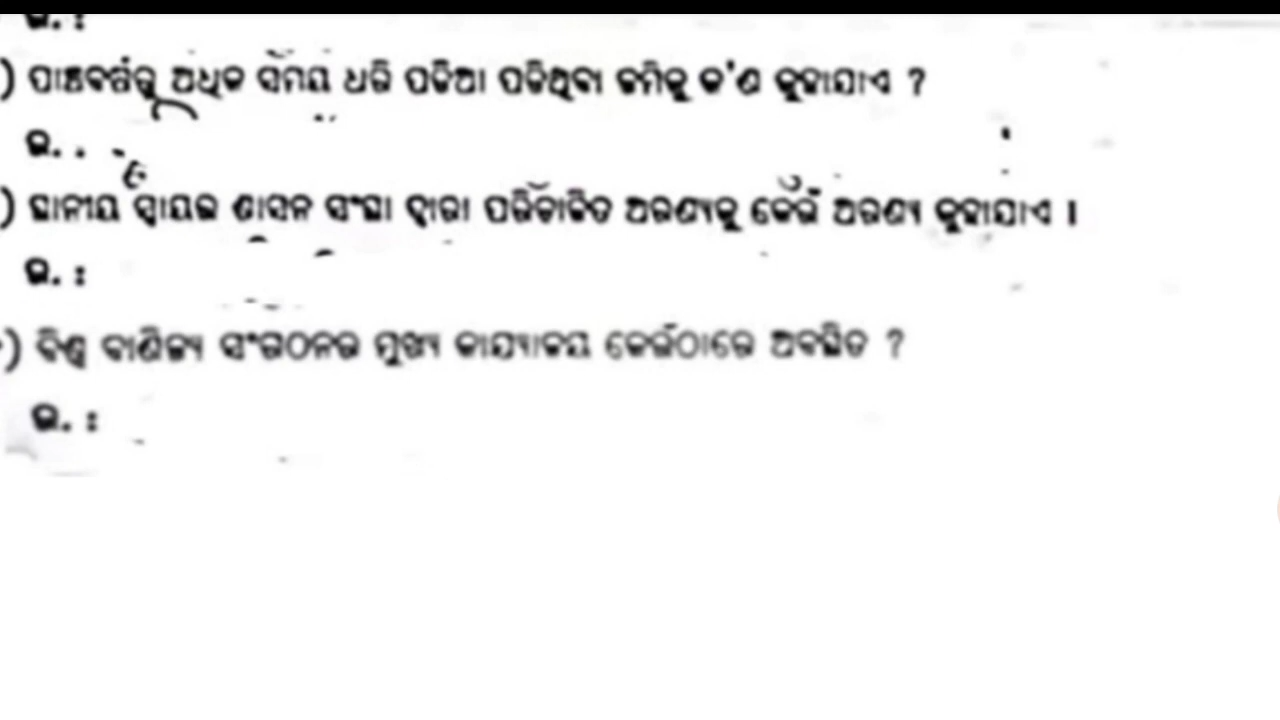 ଉ. :
) ପାଞ୍ଚବର୍ଷରୁ ଅଧିକ ସମୟ ଧରି ପଡିଆ ପଡିଥିବା ଜମିକୁ କ'ଣ କୁହାଯାଏ ?
ଉ. .
) ସ୍ଥାନୀୟ ସ୍ୱାୟତ୍ତ ଶାସନ ସଂସ୍ଥା ଦ୍ୱାରା ପରିଚାଳିତ ଅରଣ୍ୟକୁ କେଉଁ ଅରଣ୍ୟ କୁହାଯାଏ ।
ଉ. :
) ବିଶ୍ୱ ବାଣିଜ୍ୟ ସଂଗଠନର ମୁଖ୍ୟ କାଯ୍ୟାଳୟ କେଉଁଠାରେ ଅବସ୍ଥିତ ?
ଉ. :